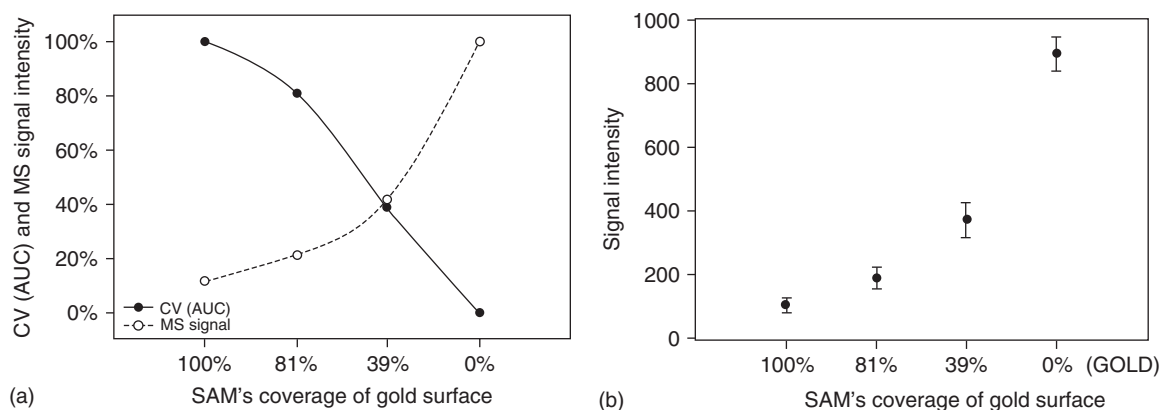 CV (AUC) and MS signal intensity
100%
80%
60%
40%
20%
0%
CV (AUC)
MS signal
100%
81%
39%
0%
SAM's coverage of gold surface
(a)
Signal intensity
1000
800
600
400
200
0
100%
81%
39%
0%
(GOLD)
SAM's coverage of gold surface
(b)